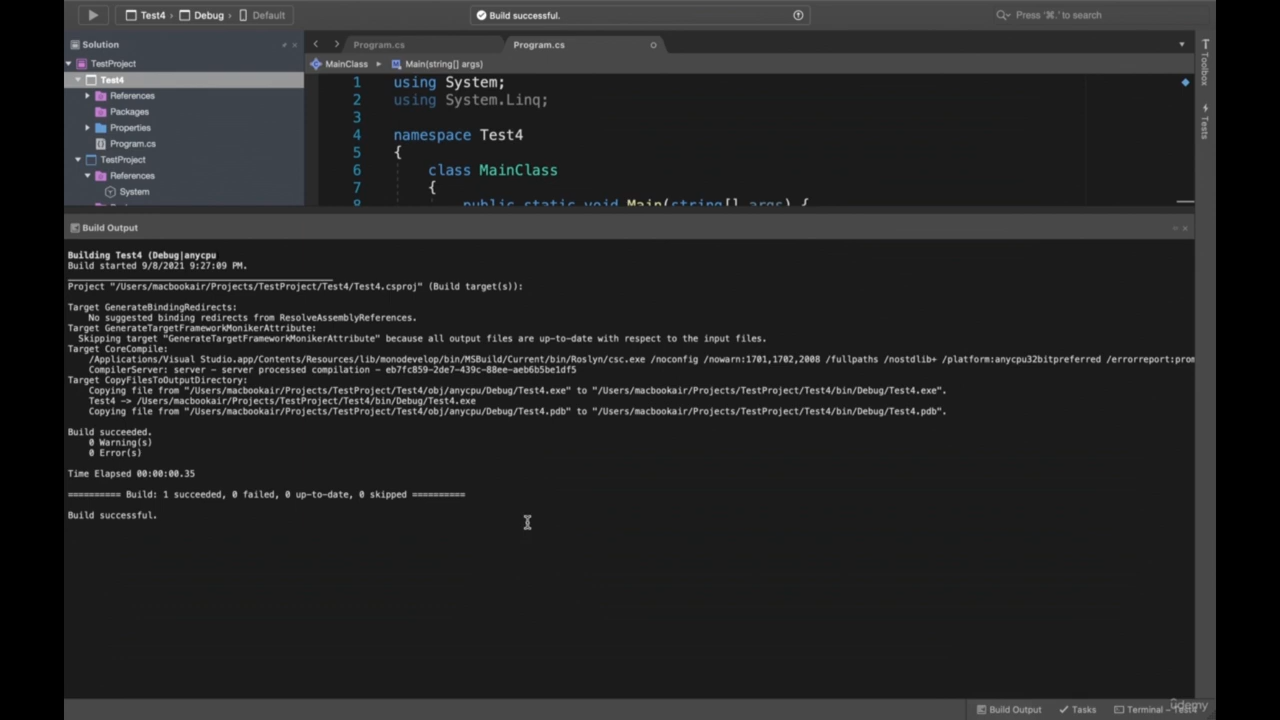 Test4 › Debug › Default
Build successful.
Press '⌘.' to search
Solution
Program.cs
Program.cs
TestProject
MainClass
Main(string[] args)
Toolbox
Tests
Test4
References
Packages
Properties
Program.cs
TestProject
References
System
1 using System;
2 using System.Linq;
3
4 namespace Test4
5 {
6 class MainClass
7 {
8 public static void Main(string[] args) {
Build Output
Building Test4 (Debug|anycpu
Build started 9/8/2021 9:27:09 PM.
Project "/Users/macbookair/Projects/TestProject/Test4/Test4.csproj" (Build target(s)):
Target GenerateBindingRedirects:
No suggested binding redirects from ResolveAssemblyReferences.
Target GenerateTargetFrameworkMonikerAttribute:
Skipping target "GenerateTargetFrameworkMonikerAttribute" because all output files are up-to-date with respect to the input files.
Target CoreCompile:
/Applications/Visual Studio.app/Contents/Resources/lib/monodevelop/bin/MSBuild/Current/bin/Roslyn/csc.exe /noconfig /nowarn:1701,1702,2008 /fullpaths /nostdlib+ /platform:anycpu32bitpreferred /errorreport:prom
CompilerServer: server - server processed compilation - eb7fc859-2de7-439c-88ee-aeb6b5be1df5
Target CopyFilesToOutputDirectory:
Copying file from "/Users/macbookair/Projects/TestProject/Test4/obj/anycpu/Debug/Test4.exe" to "/Users/macbookair/Projects/TestProject/Test4/bin/Debug/Test4.exe".
Test4 -> /Users/macbookair/Projects/TestProject/Test4/bin/Debug/Test4.exe
Copying file from "/Users/macbookair/Projects/TestProject/Test4/obj/anycpu/Debug/Test4.pdb" to "/Users/macbookair/Projects/TestProject/Test4/bin/Debug/Test4.pdb".
Build succeeded.
0 Warning(s)
0 Error(s)
Time Elapsed 00:00:00.35
========== Build: 1 succeeded, 0 failed, 0 up-to-date, 0 skipped ==========
Build successful.
Build Output
Tasks
Terminal – Test4
udemy